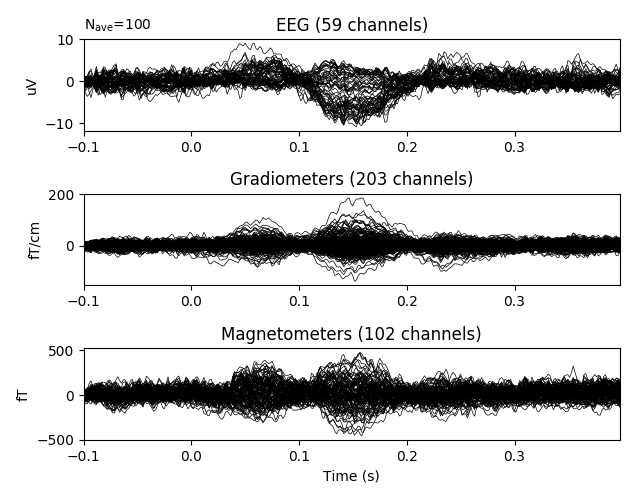 N_ave=100
EEG (59 channels)
10
0
−10
uV
−0.1 0.0 0.1 0.2 0.3
Gradiometers (203 channels)
200
0
fT/cm
−0.1 0.0 0.1 0.2 0.3
Magnetometers (102 channels)
500
0
−500
fT
−0.1 0.0 0.1 0.2 0.3
Time (s)